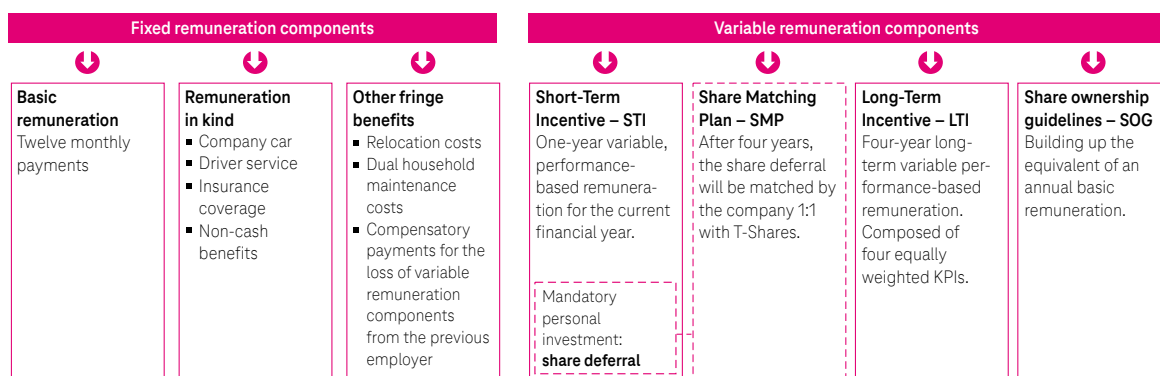 Fixed remuneration components
Variable remuneration components
Basic
remuneration
Twelve monthly
payments
Remuneration
in kind
▪ Company car
▪ Driver service
▪ Insurance
coverage
▪ Non-cash
benefits
Other fringe
benefits
▪ Relocation costs
▪ Dual household
maintenance
costs
▪ Compensatory
payments for the
loss of variable
remuneration
components
from the previous
employer
Short-Term
Incentive – STI
One-year variable,
performance-
based remunera-
tion for the current
financial year.
Mandatory
personal
investment:
share deferral
Share Matching
Plan – SMP
After four years,
the share deferral
will be matched by
the company 1:1
with T-Shares.
Long-Term
Incentive – LTI
Four-year long-
term variable per-
formance-based
remuneration.
Composed of
four equally
weighted KPIs.
Share ownership
guidelines – SOG
Building up the
equivalent of an
annual basic
remuneration.